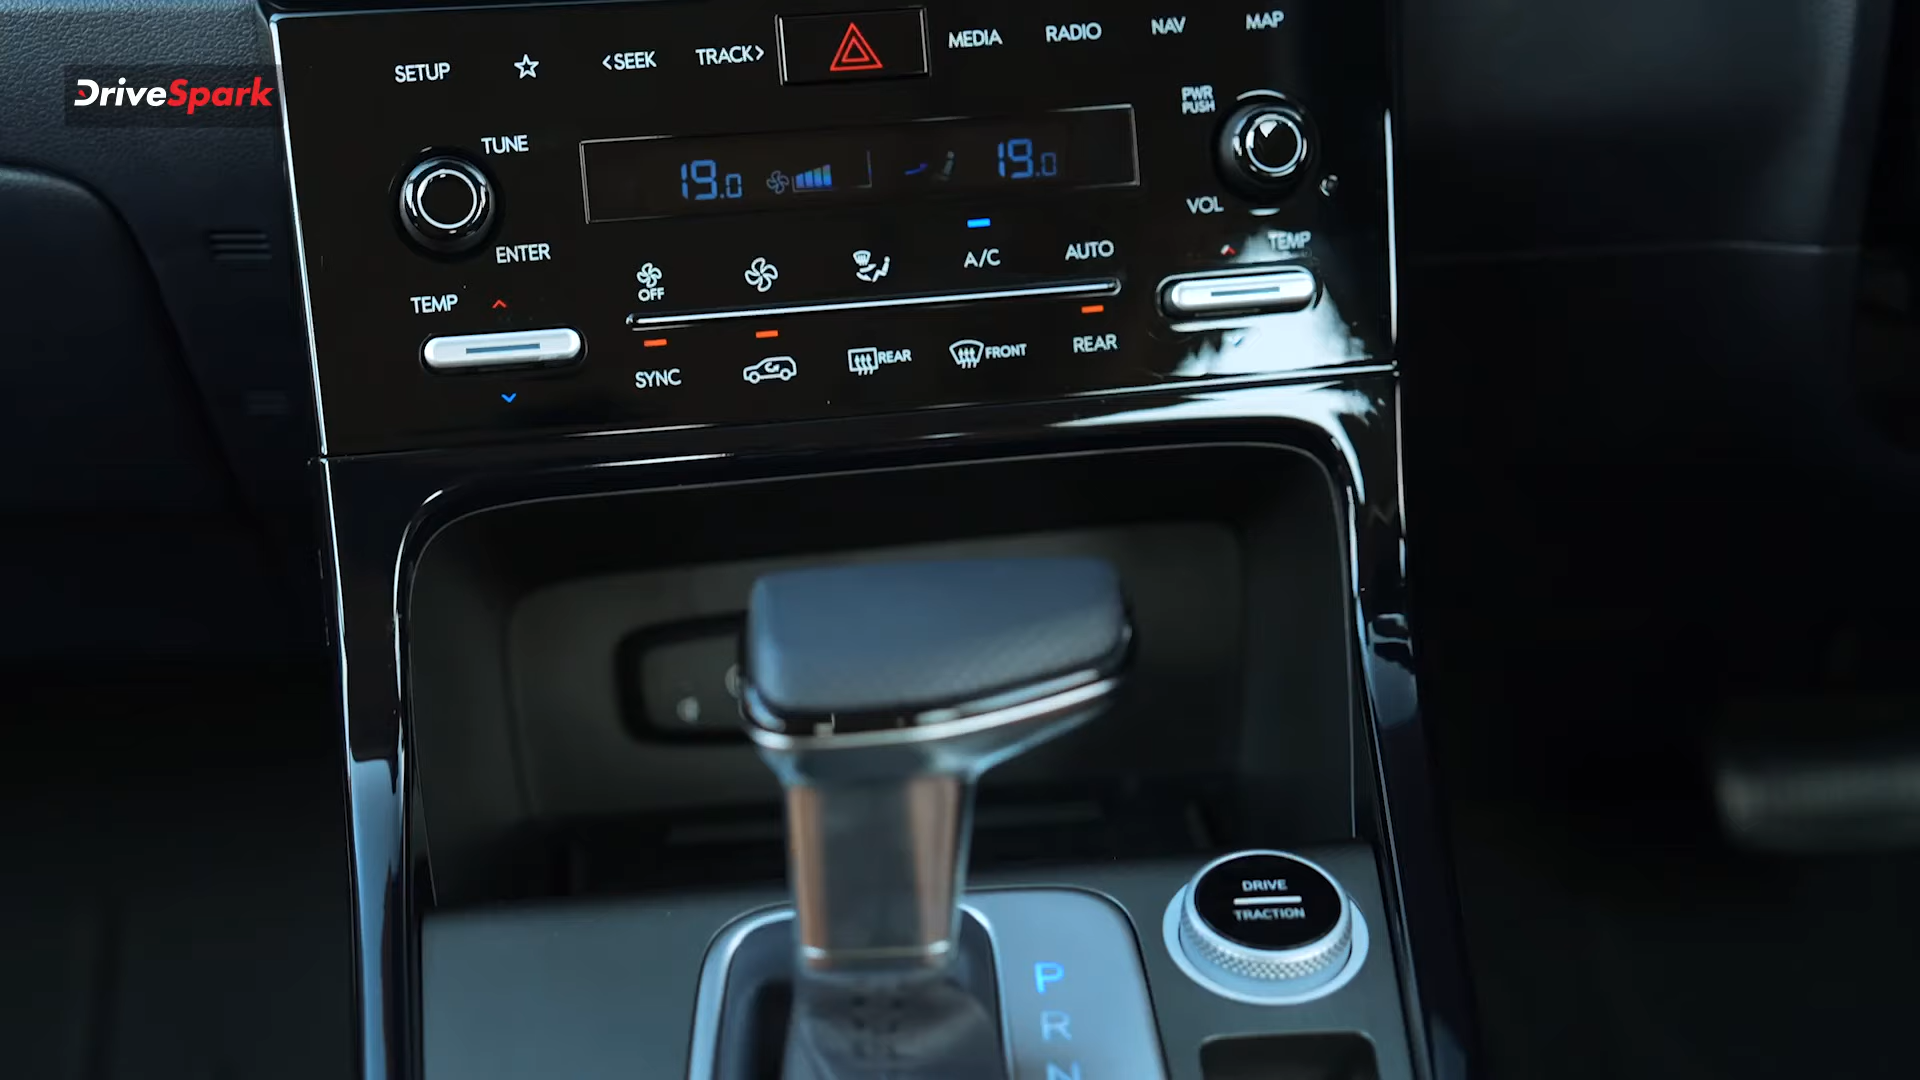 DriveSpark
SETUP
<SEEK
TRACK>
MEDIA
RADIO
NAV
MAP
PWR
PUSH
TUNE
19.0
19.0
VOL
ENTER
OFF
A/C
AUTO
TEMP
TEMP
SYNC
REAR
FRONT
REAR
DRIVE
TRACTION
P
R
N